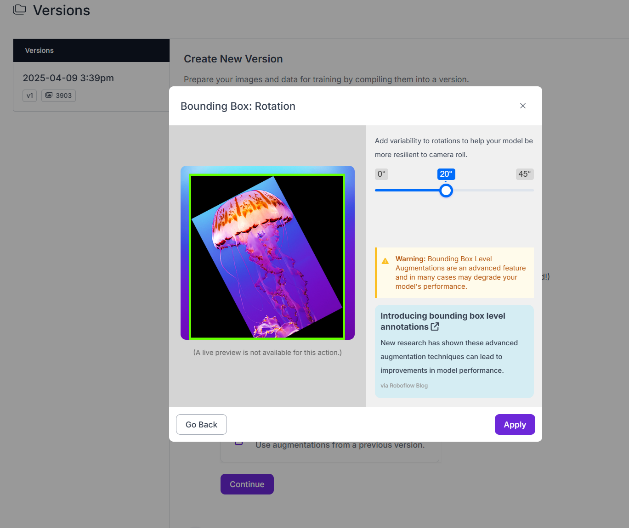 Versions
Versions
2025-04-09 3:39pm
v1 3903
Create New Version
Prepare your images and data for training by compiling them into a version.
Bounding Box: Rotation
×
Add variability to rotations to help your model be
more resilient to camera roll.
0° 20° 45°
Warning: Bounding Box Level
Augmentations are an advanced feature
and in many cases may degrade your
model's performance.
(A live preview is not available for this action.)
Introducing bounding box level
annotations
New research has shown these advanced
augmentation techniques can lead to
improvements in model performance.
via Roboflow Blog
Go Back
Apply
Use augmentations from a previous version.
Continue